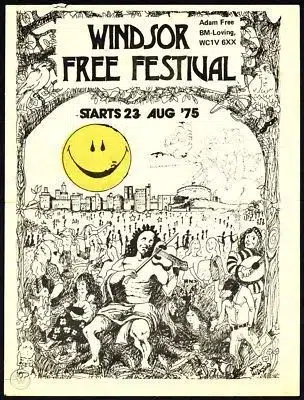 WINDSOR
FREE FESTIVAL
Adam Free
BM-Loving,
WC1V 6XX
STARTS 23 AUG '75